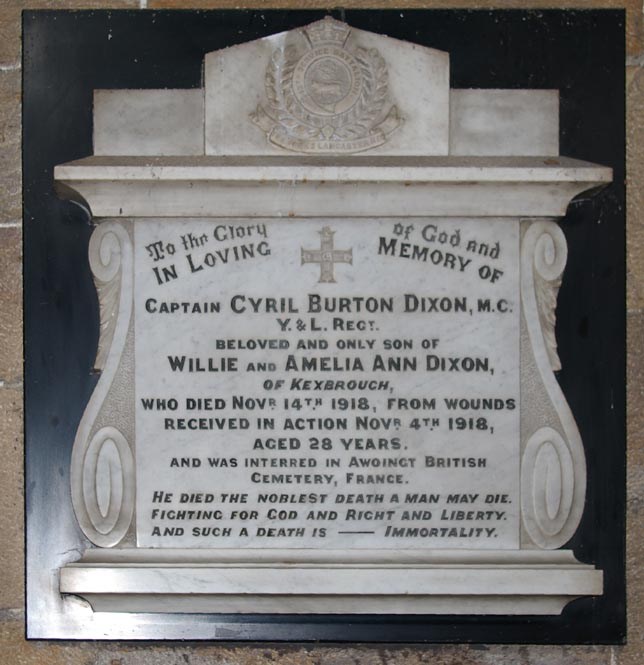 LANCASTER
To the Glory of God and
IN LOVING MEMORY OF
CAPTAIN CYRIL BURTON DIXON, M.C.
Y. & L. REGT.
BELOVED AND ONLY SON OF
WILLIE AND AMELIA ANN DIXON,
OF KEXBROUGH,
WHO DIED NOVR 14TH 1918, FROM WOUNDS
RECEIVED IN ACTION NOVR 4TH 1918,
AGED 28 YEARS.
AND WAS INTERRED IN AWOINGT BRITISH
CEMETERY, FRANCE.
HE DIED THE NOBLEST DEATH A MAN MAY DIE.
FIGHTING FOR GOD AND RIGHT AND LIBERTY.
AND SUCH A DEATH IS — IMMORTALITY.